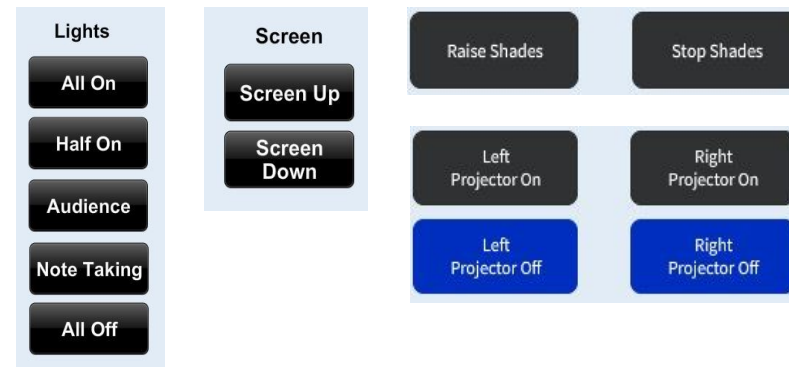 Lights
All On
Half On
Audience
Note Taking
All Off
Screen
Screen Up
Screen
Down
Raise Shades
Stop Shades
Left
Projector On
Right
Projector On
Left
Projector Off
Right
Projector Off